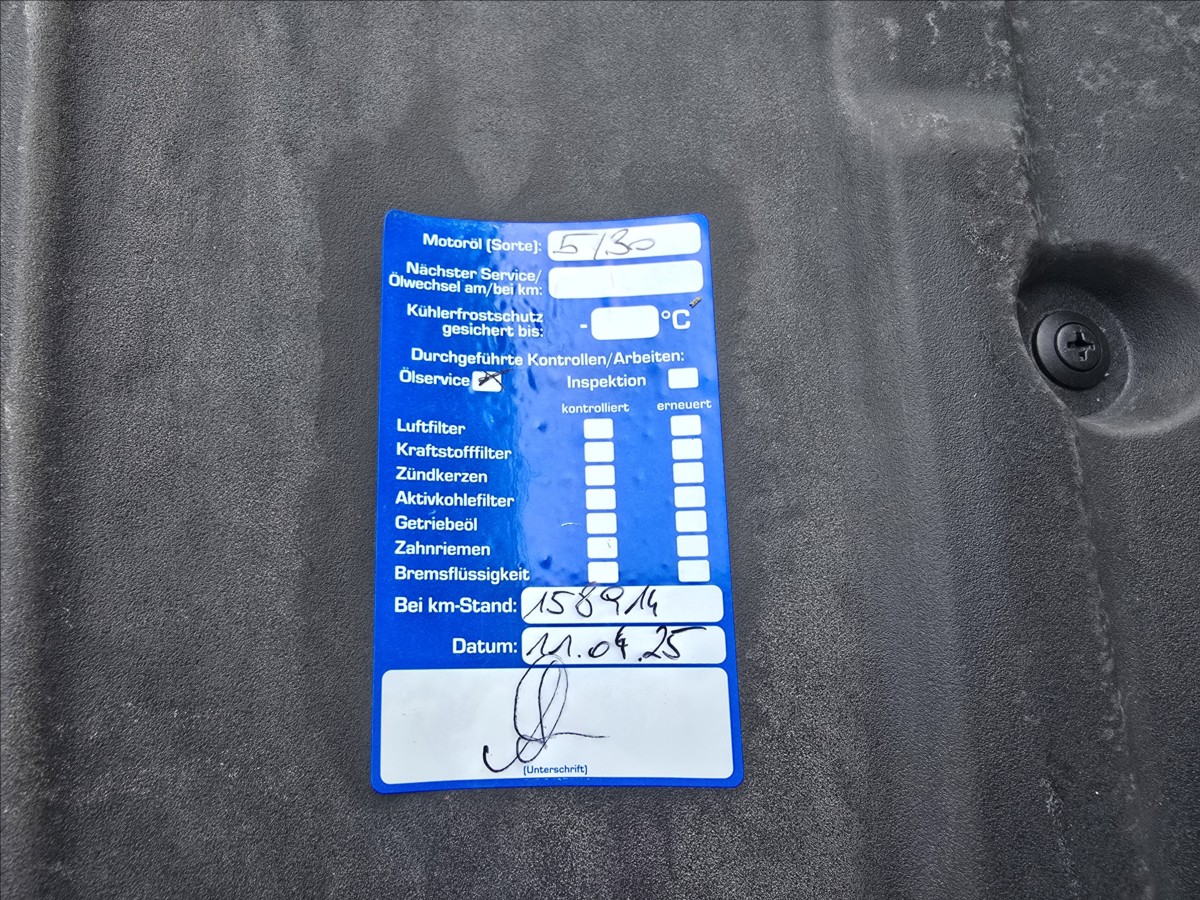 Motoröl (Sorte): 5/30
Nächster Service/
Ölwechsel am/bei km:
Kühlerfrostschutz
gesichert bis: - °C
Durchgeführte Kontrollen/Arbeiten:
Ölservice Inspektion
kontrolliert erneuert
Luftfilter
Kraftstofffilter
Zündkerzen
Aktivkohlefilter
Getriebeöl
Zahnriemen
Bremsflüssigkeit
Bei km-Stand: 158914
Datum: 11.04.25
(Unterschrift)